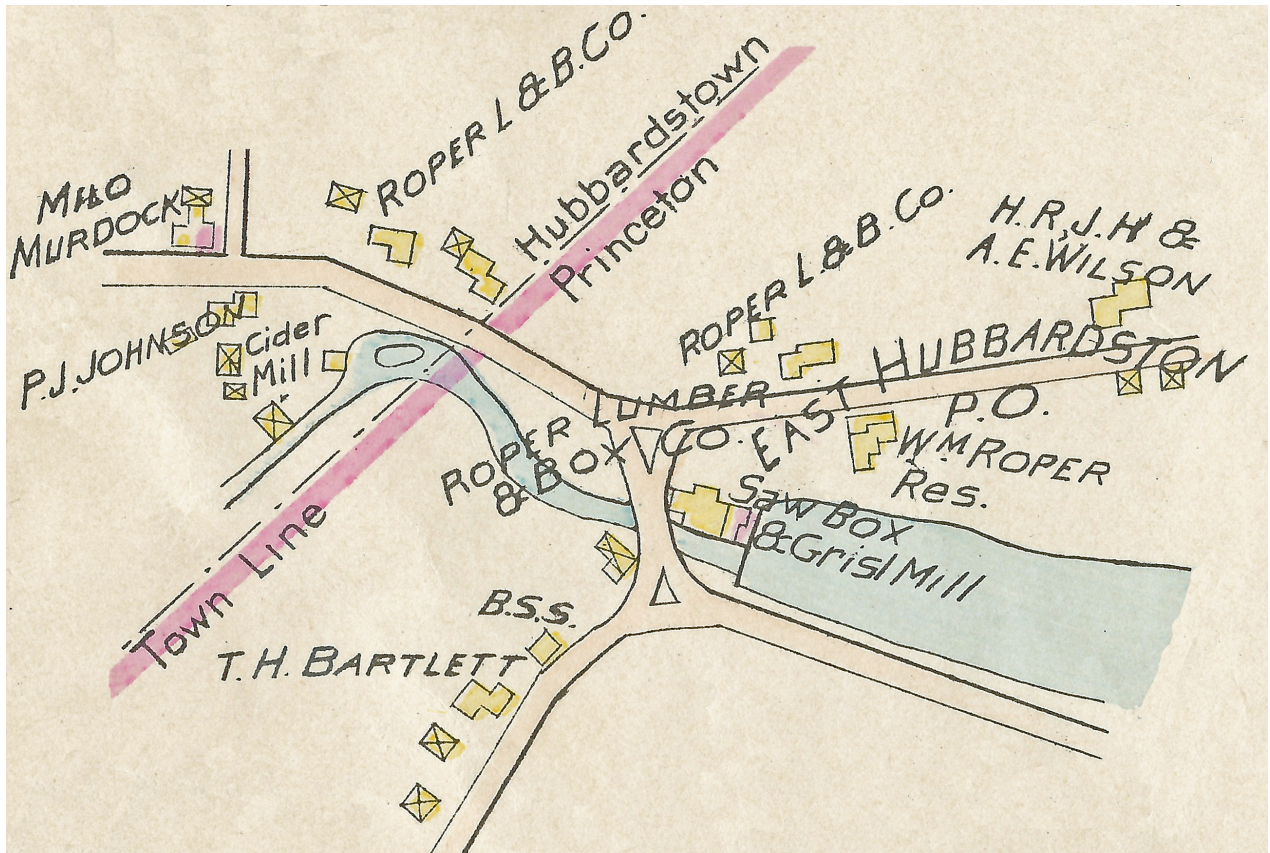 ROPER L & B. CO.
Hubbardstown
Princeton
MILO
MURDOCK
P.J. JOHNSON
Cider
Mill
ROPER L. & B. Co.
H.R, J.H &
A.E. WILSON
EAST HUBBARDSTON
P.O.
ROPER LUMBER
& BOX CO.
WM ROPER
Res.
Saw Box
& Grist Mill
Town Line
B.S.S.
T.H. BARTLETT